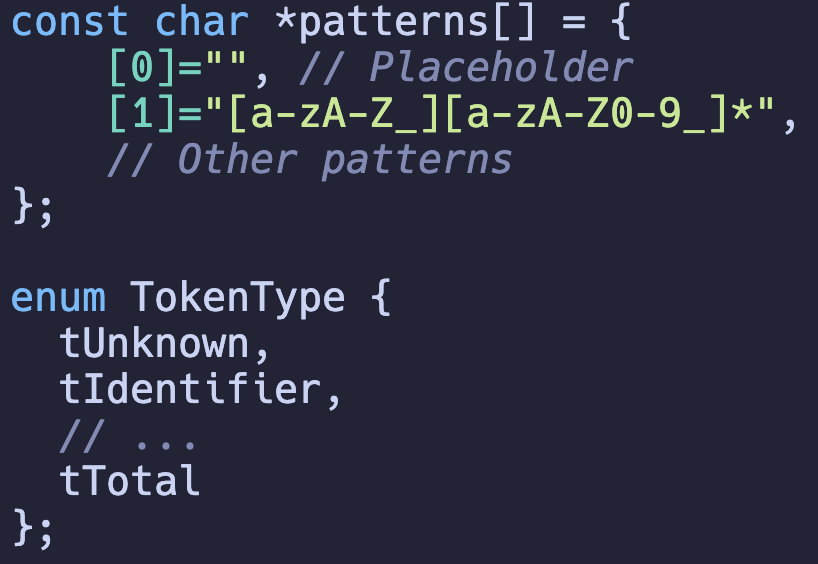 const char *patterns[] = {
    [0]="", // Placeholder
    [1]="[a-zA-Z_][a-zA-Z0-9_]*",
    // Other patterns
};

enum TokenType {
  tUnknown,
  tIdentifier,
  // ...
  tTotal
};